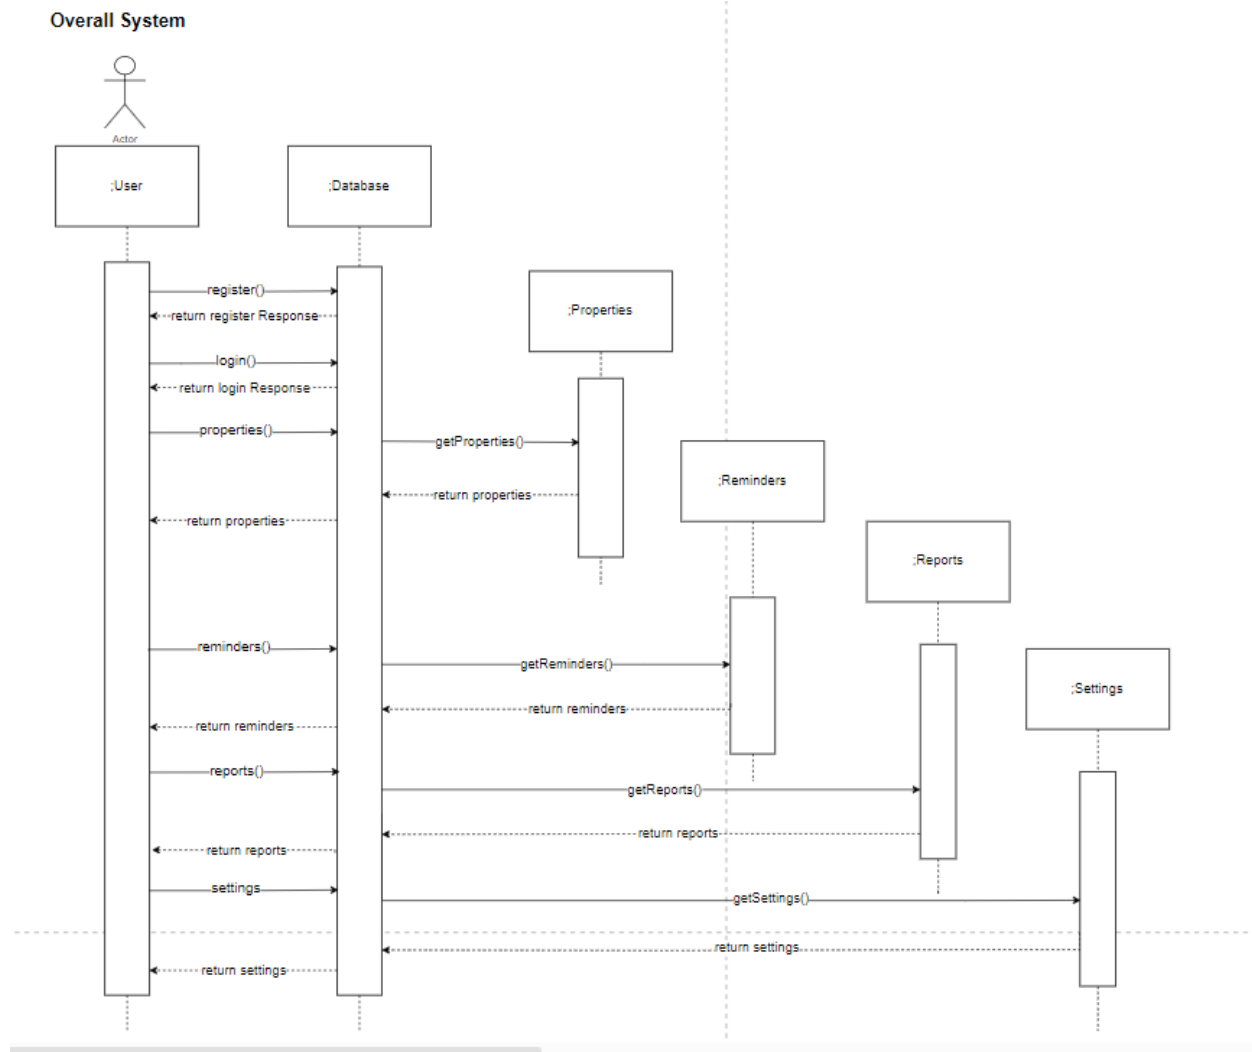 Overall System
Actor
;User
;Database
register()
return register Response
;Properties
login()
return login Response
properties()
getProperties()
;Reminders
return properties
return properties
;Reports
reminders()
getReminders()
;Settings
return reminders
return reminders
reports()
getReports()
return reports
return reports
settings
getSettings()
return settings
return settings